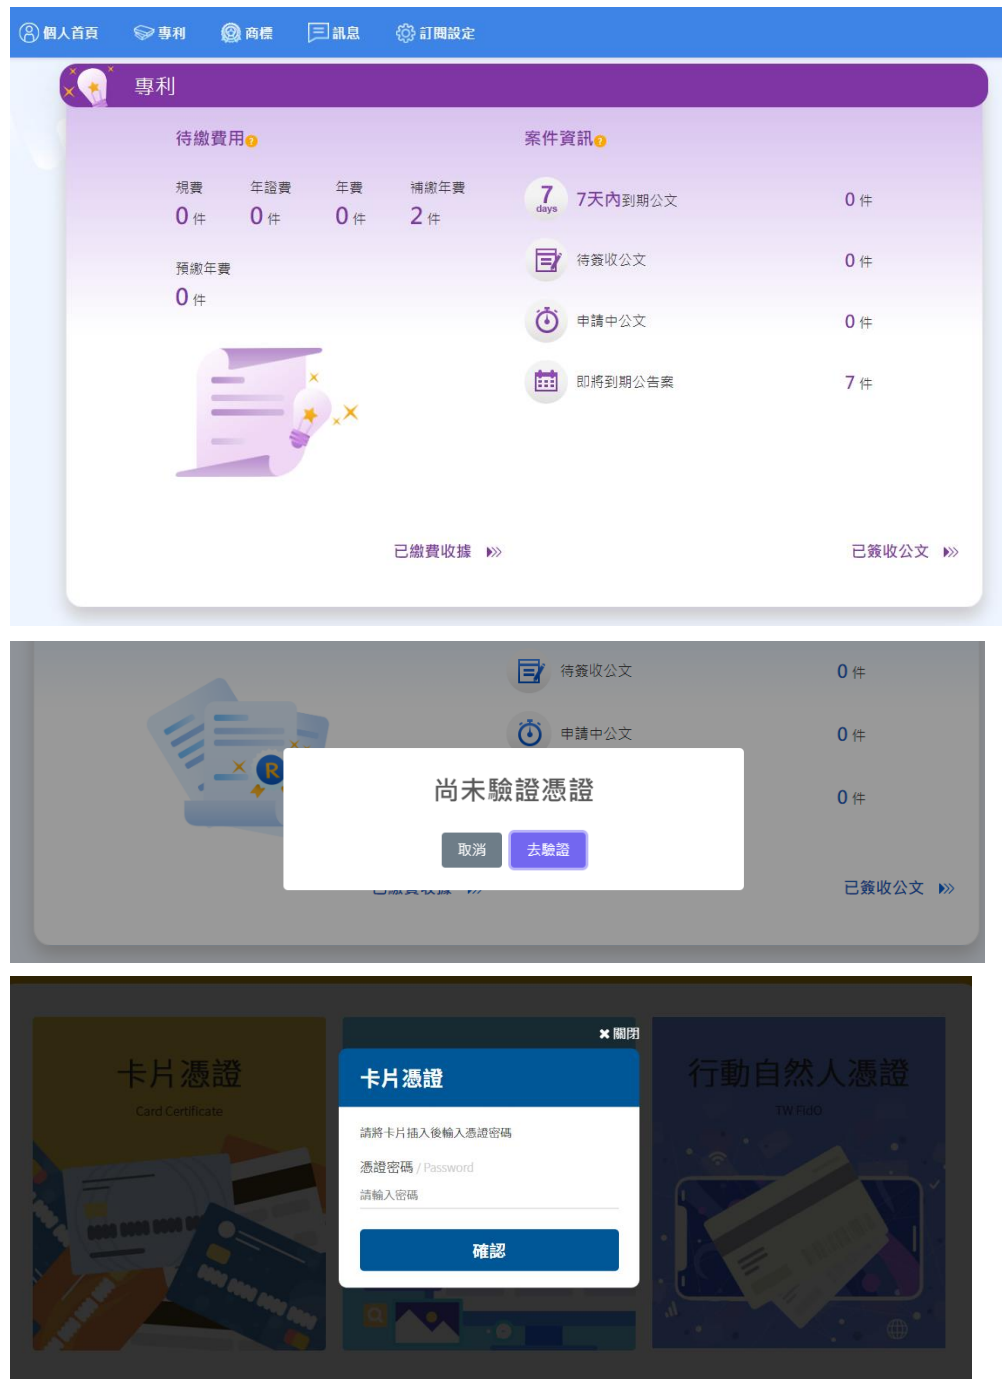 個人首頁 專利 商標 訊息 訂閱設定
專利
待繳費用?
案件資訊?
規費 年證費 年費 補繳年費
0 件 0 件 0 件 2 件
預繳年費
0 件
7 days 7天內到期公文 0 件
待簽收公文 0 件
申請中公文 0 件
即將到期公告案 7 件
已繳費收據
已簽收公文
待簽收公文 0 件
申請中公文 0 件
R
0 件
尚未驗證憑證
取消 去驗證
已繳費收據
已簽收公文
✖關閉
卡片憑證
Card Certificate
卡片憑證
請將卡片插入後輸入憑證密碼
憑證密碼 / Password
請輸入密碼
確認
行動自然人憑證
TW FidO